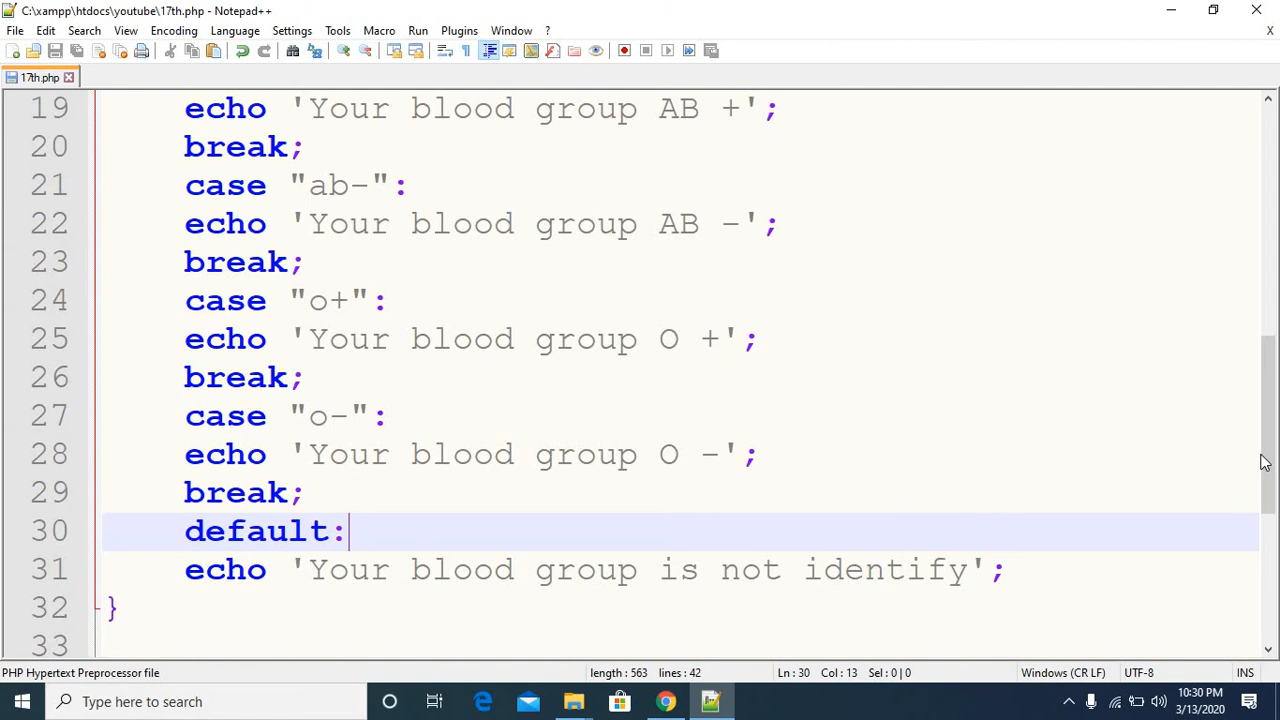 C:\xampp\htdocs\youtube\17th.php - Notepad++
File Edit Search View Encoding Language Settings Tools Macro Run Plugins Window ? X
17th.php
19 echo 'Your blood group AB +';
20 break;
21 case "ab-":
22 echo 'Your blood group AB -';
23 break;
24 case "o+":
25 echo 'Your blood group O +';
26 break;
27 case "o-":
28 echo 'Your blood group O -';
29 break;
30 default:
31 echo 'Your blood group is not identify';
32 }
33
PHP Hypertext Preprocessor file length : 563 lines : 42 Ln : 30 Col : 13 Sel : 0 | 0 Windows (CR LF) UTF-8 INS
Type here to search
10:30 PM
3/13/2020